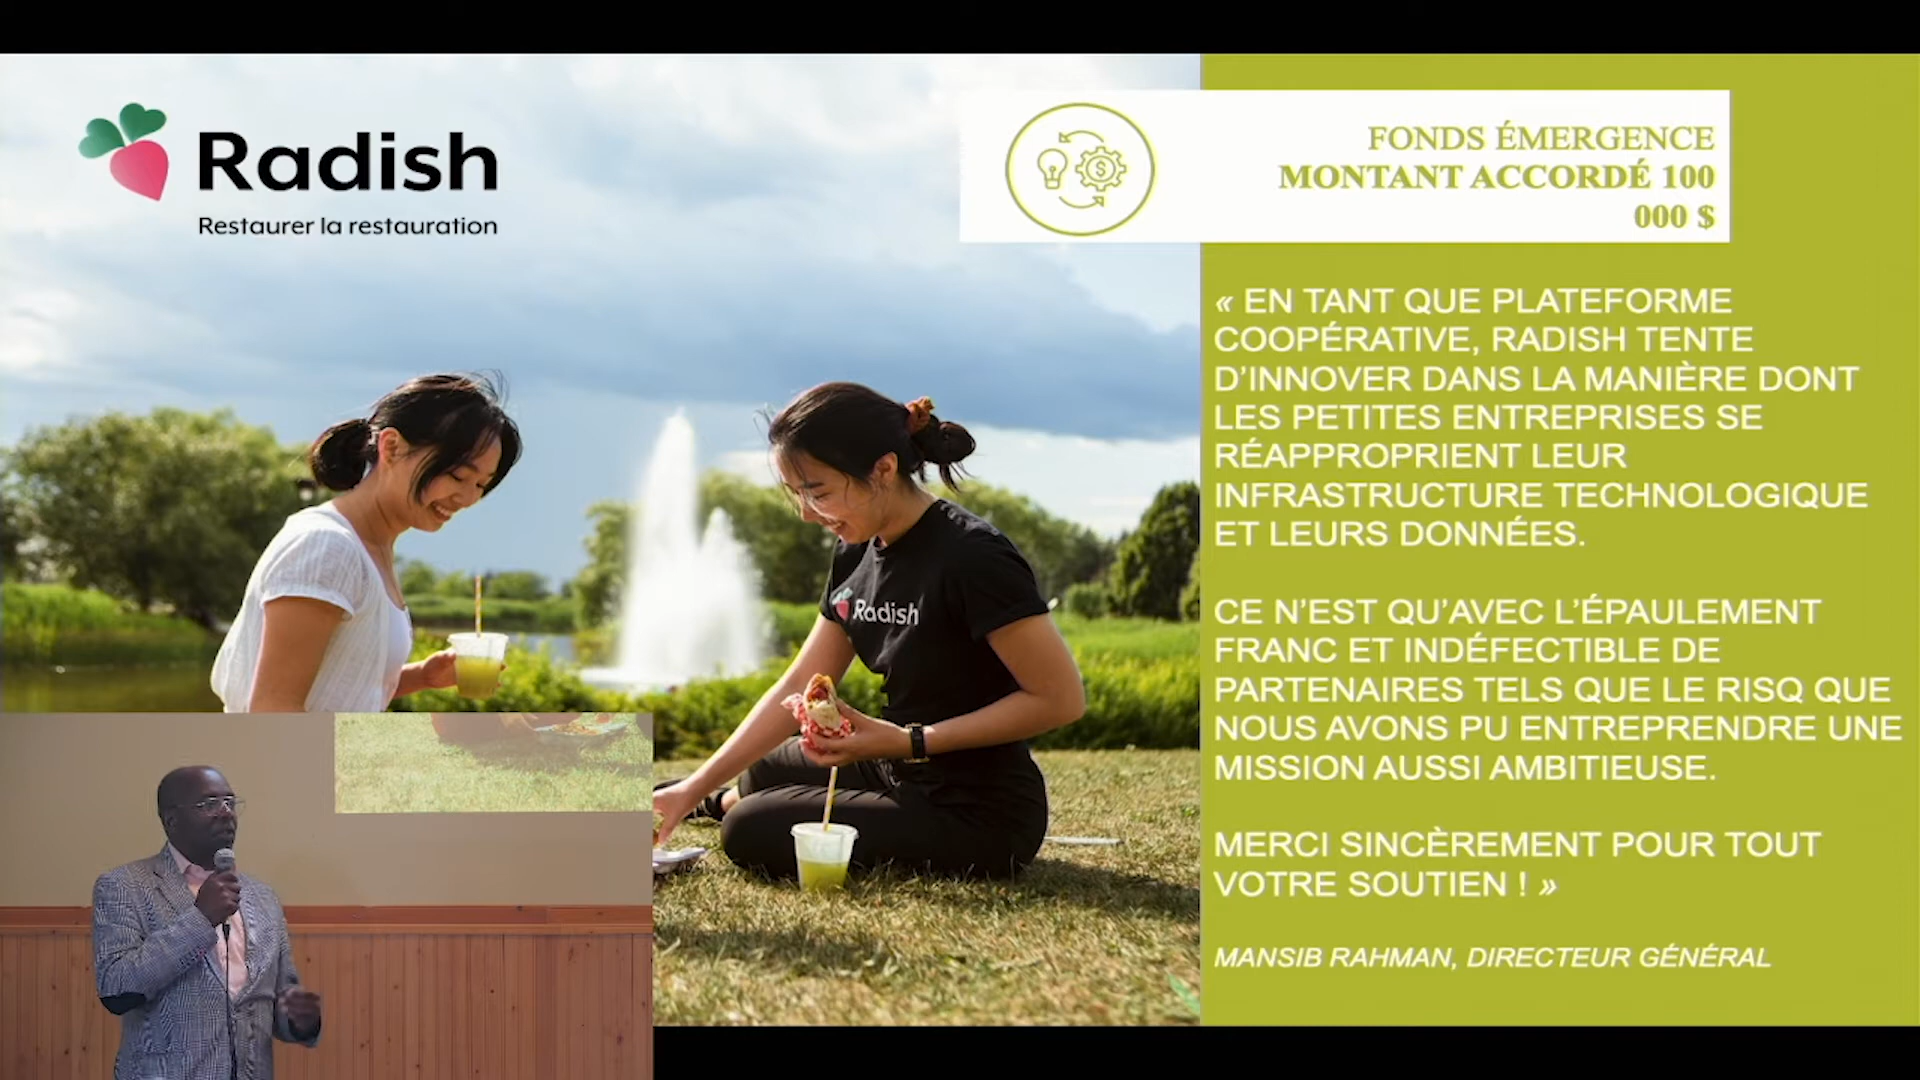 Radish
Restaurer la restauration
FONDS ÉMERGENCE
MONTANT ACCORDÉ 100
000 $
« EN TANT QUE PLATEFORME
COOPÉRATIVE, RADISH TENTE
D’INNOVER DANS LA MANIÈRE DONT
LES PETITES ENTREPRISES SE
RÉAPPROPRIENT LEUR
INFRASTRUCTURE TECHNOLOGIQUE
ET LEURS DONNÉES.
CE N’EST QU’AVEC L’ÉPAULEMENT
FRANC ET INDÉFECTIBLE DE
PARTENAIRES TELS QUE LE RISQ QUE
NOUS AVONS PU ENTREPRENDRE UNE
MISSION AUSSI AMBITIEUSE.
MERCI SINCÈREMENT POUR TOUT
VOTRE SOUTIEN ! »
MANSIB RAHMAN, DIRECTEUR GÉNÉRAL
Radish